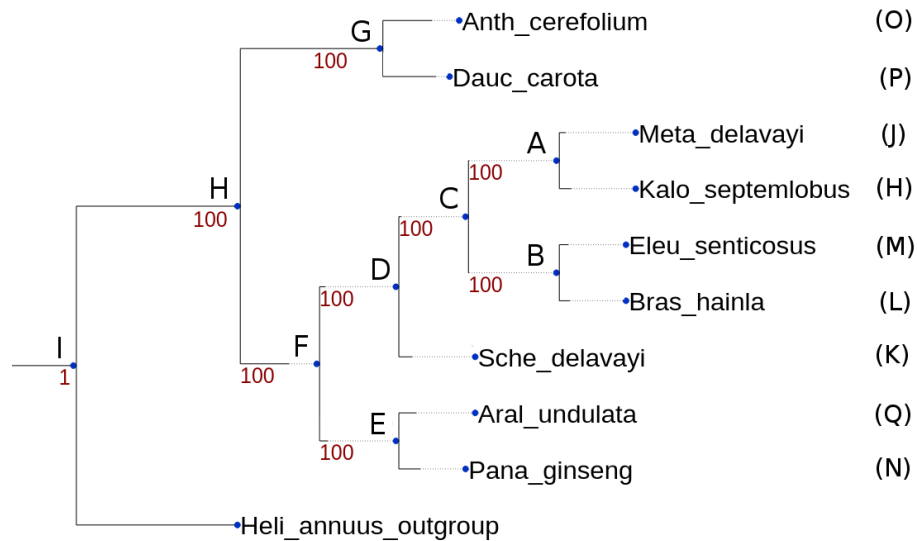 G Anth_cerefolium (O)
100
Dauc_carota (P)
A Meta_delavayi (J)
100
H C Kalo_septemlobus (H)
100 100
B Eleu_senticosus (M)
D 100
100 Bras_hainla (L)
I F Sche_delavayi (K)
1 100
E Aral_undulata (Q)
100
Pana_ginseng (N)
Heli_annuus_outgroup